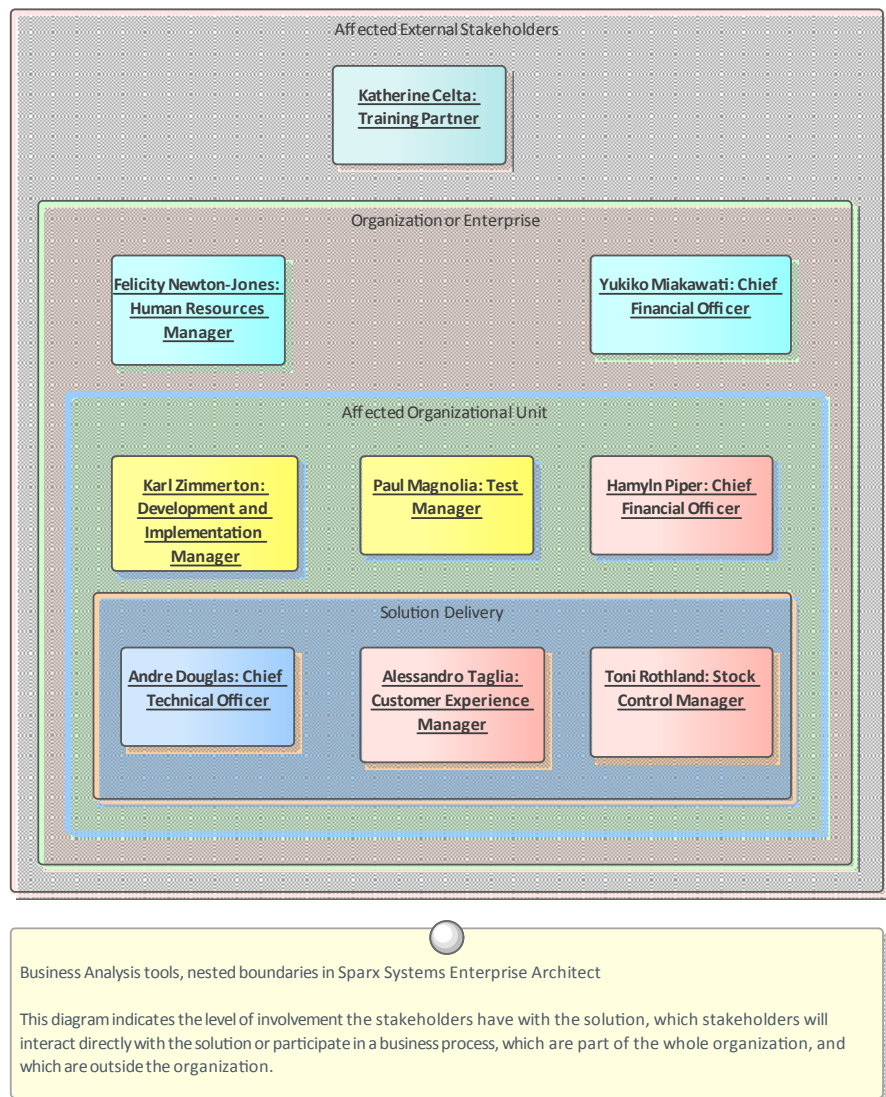 Affected External Stakeholders
Katherine Celta:
Training Partner
Organization or Enterprise
Felicity Newton-Jones:
Human Resources
Manager
Yukiko Miakawati: Chief
Financial Officer
Affected Organizational Unit
Karl Zimmerton:
Development and
Implementation
Manager
Paul Magnolia: Test
Manager
Hamyln Piper: Chief
Financial Officer
Solution Delivery
Andre Douglas: Chief
Technical Officer
Alessandro Taglia:
Customer Experience
Manager
Toni Rothland: Stock
Control Manager
Business Analysis tools, nested boundaries in Sparx Systems Enterprise Architect
This diagram indicates the level of involvement the stakeholders have with the solution, which stakeholders will
interact directly with the solution or participate in a business process, which are part of the whole organization, and
which are outside the organization.